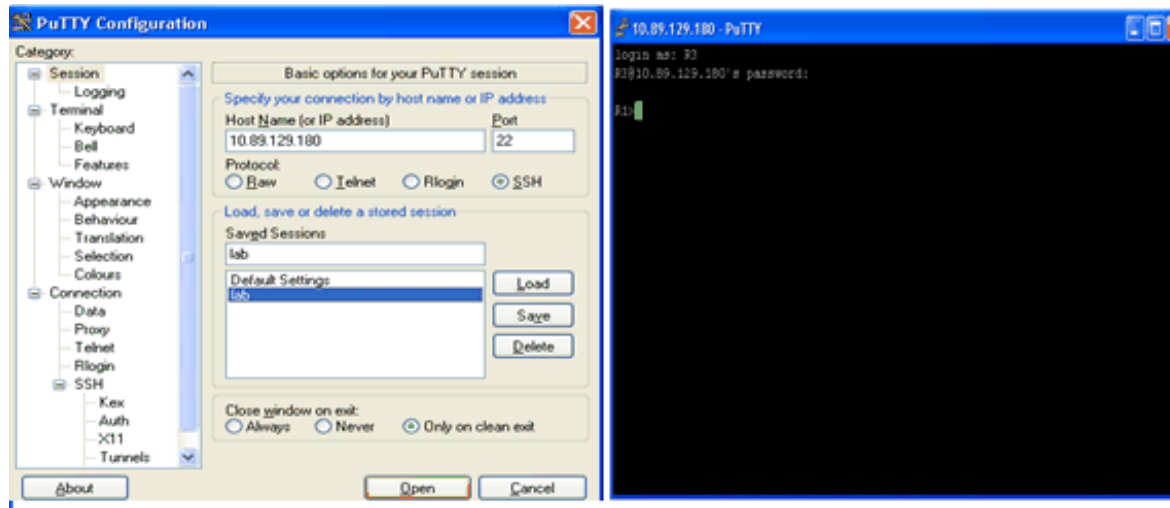 PuTTY Configuration
Category:
Session
Logging
Terminal
Keyboard
Bell
Features
Window
Appearance
Behaviour
Translation
Selection
Colours
Connection
Data
Proxy
Telnet
Rlogin
SSH
Kex
Auth
X11
Tunnels
Basic options for your PuTTY session
Specify your connection by host name or IP address
Host Name (or IP address)
Port
10.89.129.180
22
Protocol:
Raw Telnet Rlogin SSH
Load, save or delete a stored session
Saved Sessions
lab
Default Settings
lab
Load
Save
Delete
Close window on exit:
Always Never Only on clean exit
About
Open
Cancel
10.89.129.180 - PuTTY
login as: R3
R3@10.89.129.180's password:
R1>